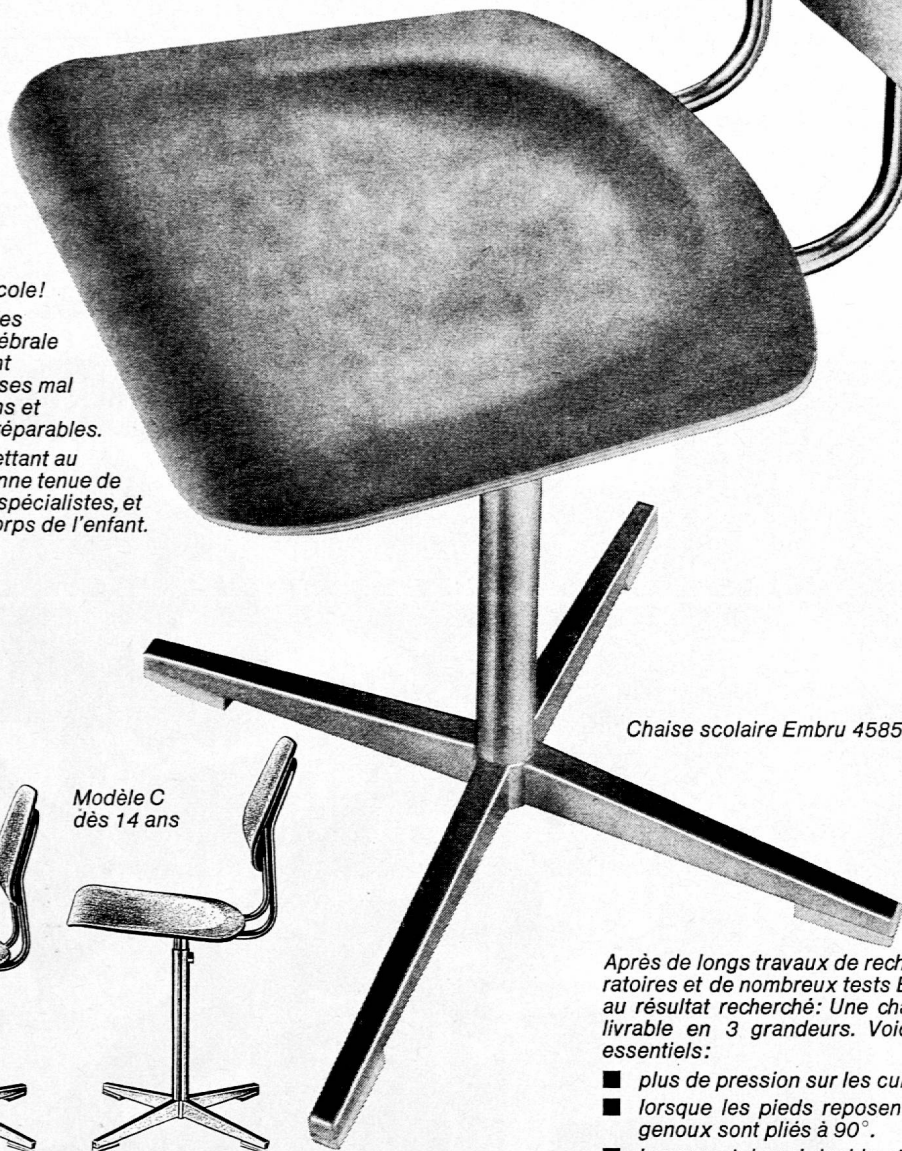 cole!
es
ébrale
nt
ses mal
ns et
réparables.
ettant au
nne tenue de
spécialistes, et
orps de l'enfant.
Chaise scolaire Embru 4585
Modèle C
dès 14 ans
Après de longs travaux de rech
ratoires et de nombreux tests E
au résultat recherché: Une cha
livrable en 3 grandeurs. Voic
essentiels:
■ plus de pression sur les cui
■ lorsque les pieds reposen
genoux sont pliés à 90°.